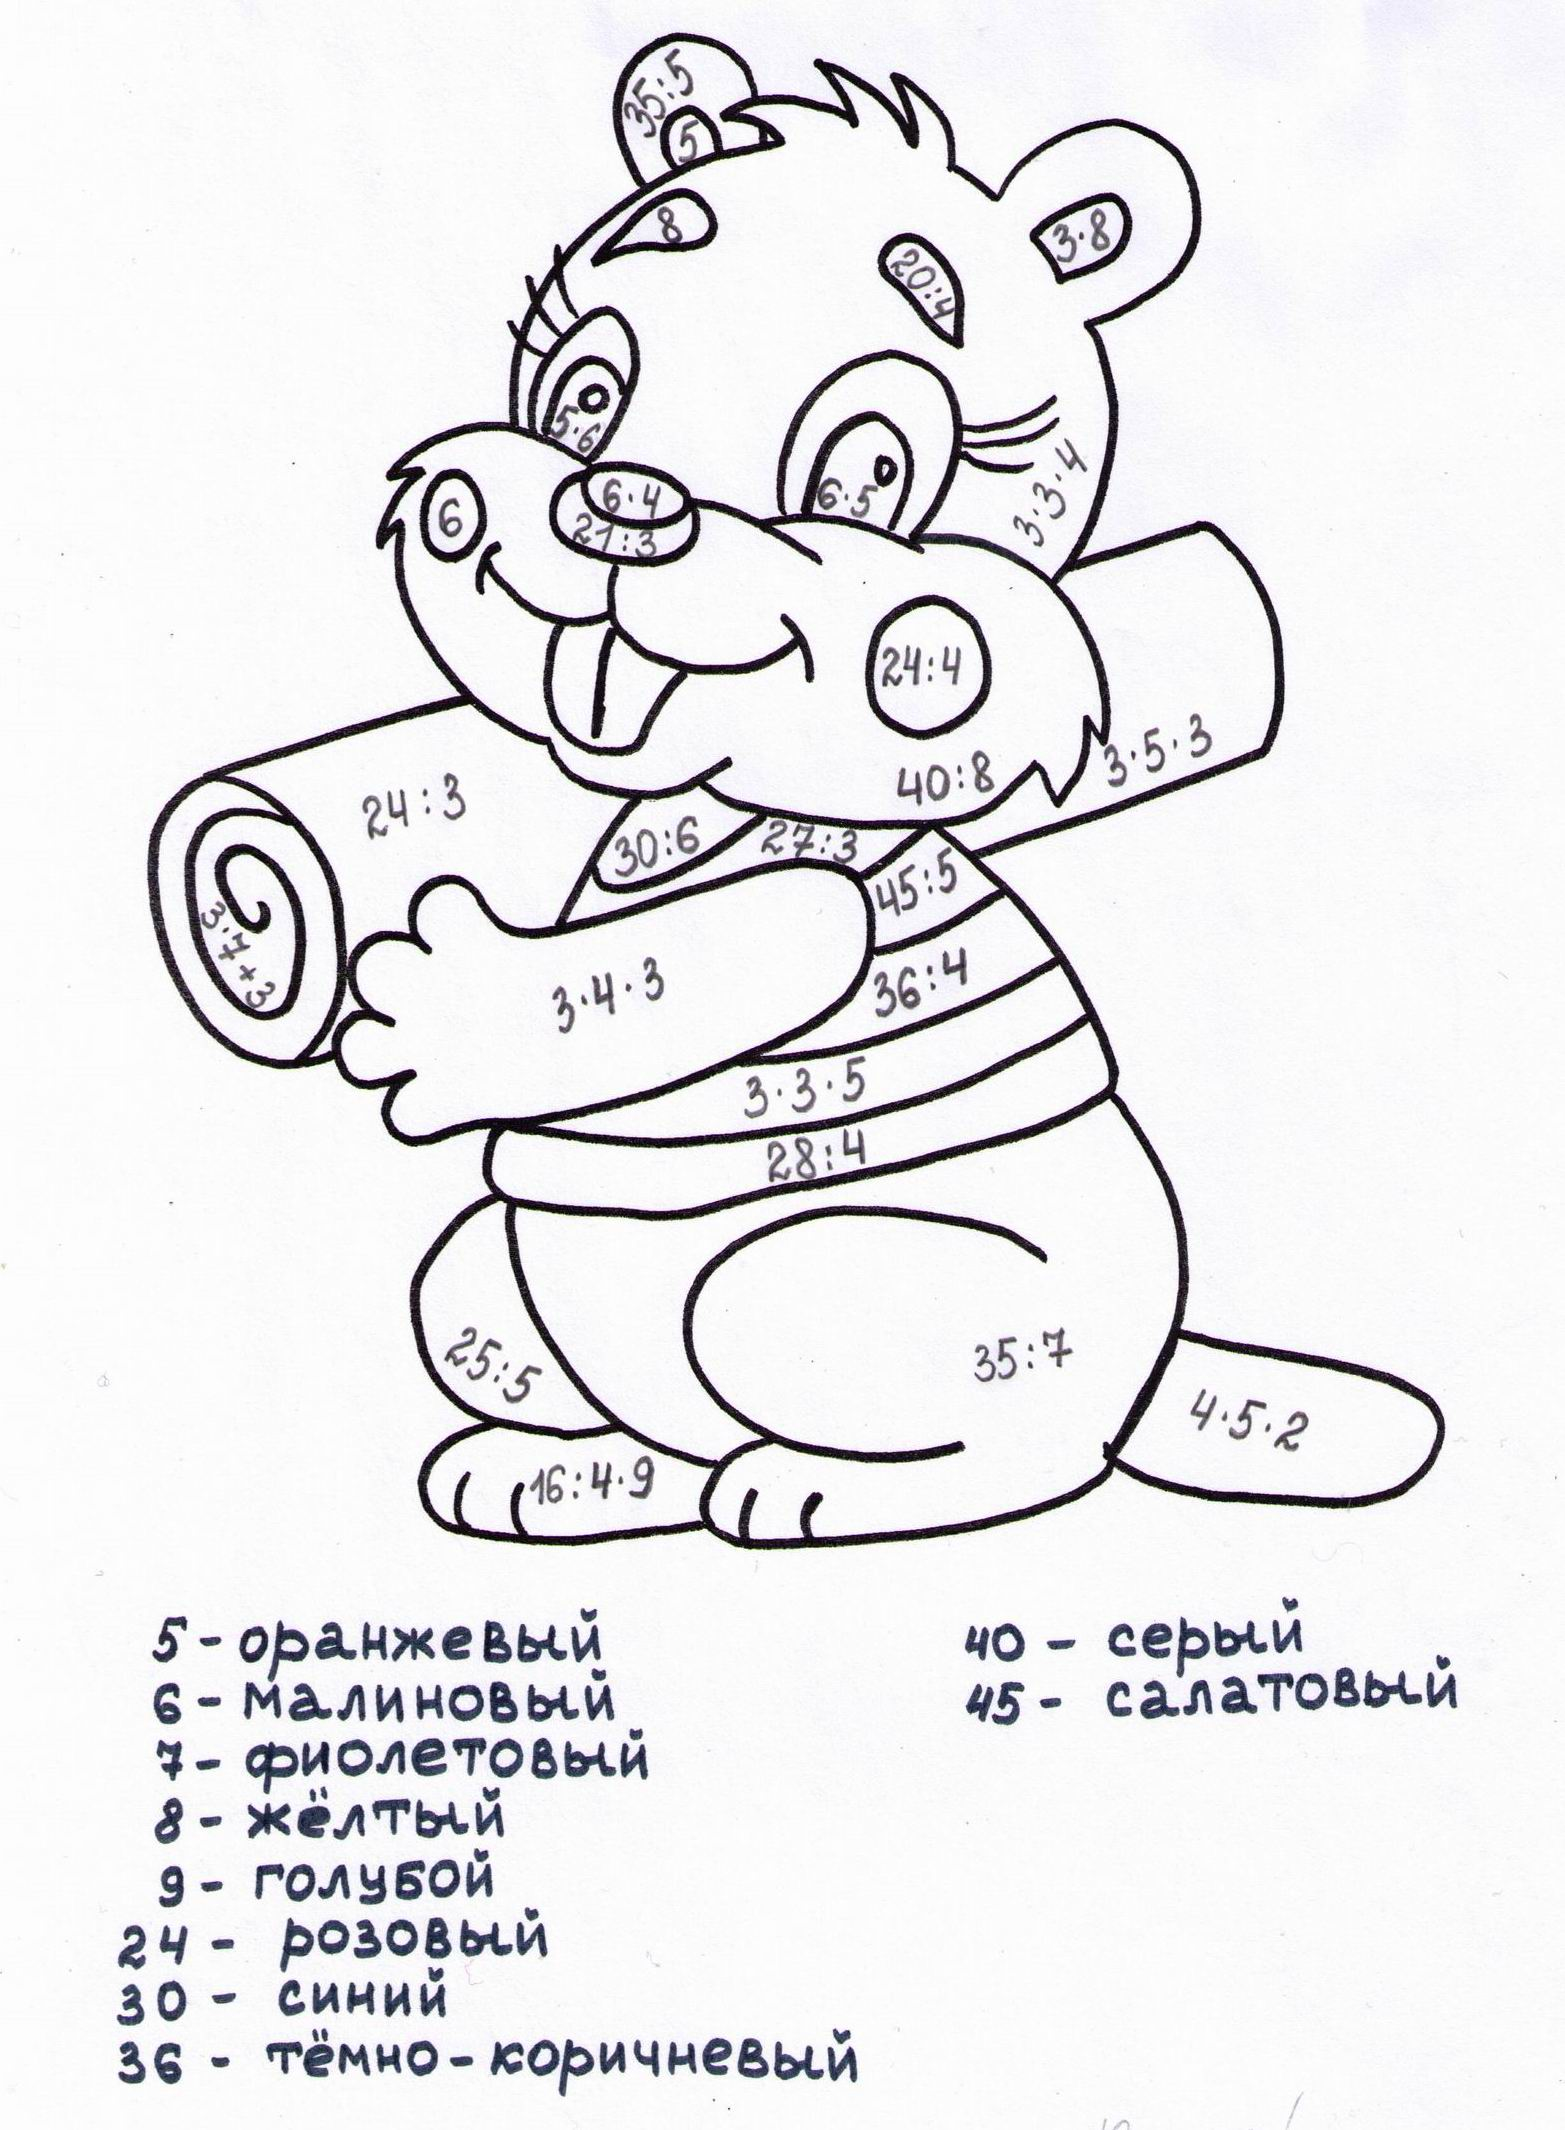 35:5
5
8
3·8
20:4
5·6
6·4
6·5
3·3·4
6
21:3
24:4
3·5·3
40:8
24:3
30:6
27:3
45:5
3·7+3
36:4
3·4·3
3·3·5
28:4
25:5
35:7
4·5·2
16:4·9
5 - оранжевый
6 - малиновый
7 - фиолетовый
8 - жёлтый
9 - голубой
24 - розовый
30 - синий
36 - тёмно-коричневый
40 - серый
45 - салатовый